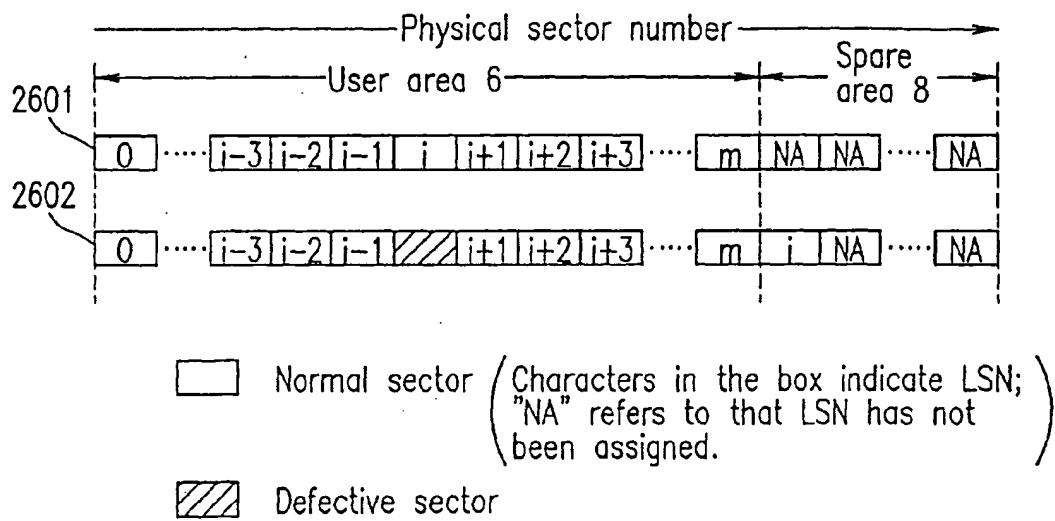 Physical sector number
User area 6
Spare
area 8
2601
0 ····· i-3 i-2 i-1 i i+1 i+2 i+3 ····· m NA NA ····· NA
2602
0 ····· i-3 i-2 i-1 i+1 i+2 i+3 ····· m i NA ····· NA
Normal sector (Characters in the box indicate LSN;
"NA" refers to that LSN has not
been assigned.)
Defective sector